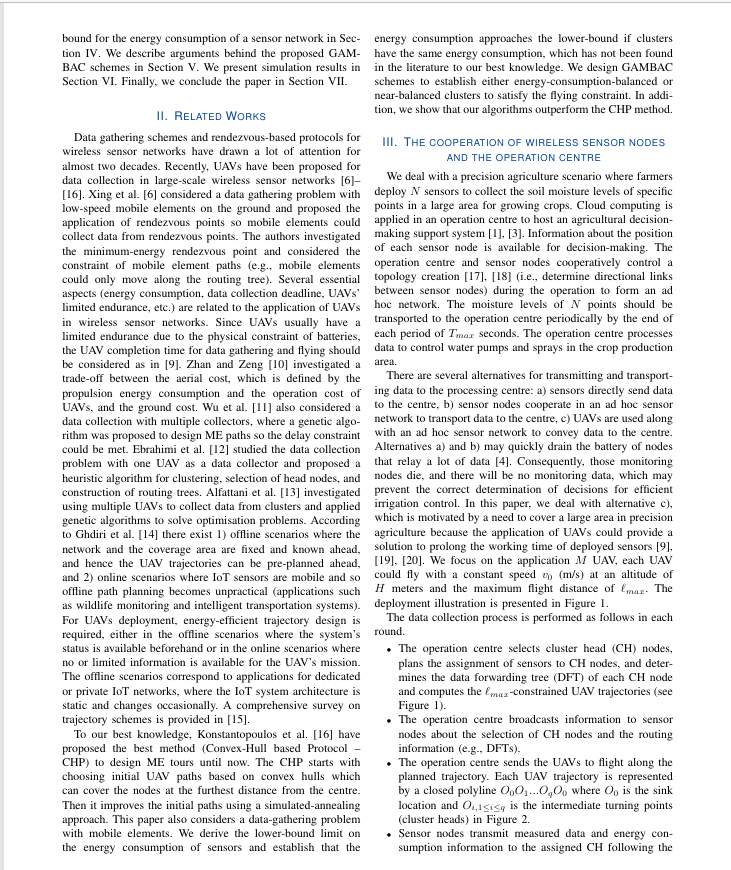 bound for the energy consumption of a sensor network in Sec-
tion IV. We describe arguments behind the proposed GAM-
BAC schemes in Section V. We present simulation results in
Section VI. Finally, we conclude the paper in Section VII.
II. RELATED WORKS
Data gathering schemes and rendezvous-based protocols for
wireless sensor networks have drawn a lot of attention for
almost two decades. Recently, UAVs have been proposed for
data collection in large-scale wireless sensor networks [6]–
[16]. Xing et al. [6] considered a data gathering problem with
low-speed mobile elements on the ground and proposed the
application of rendezvous points so mobile elements could
collect data from rendezvous points. The authors investigated
the minimum-energy rendezvous point and considered the
constraint of mobile element paths (e.g., mobile elements
could only move along the routing tree). Several essential
aspects (energy consumption, data collection deadline, UAVs'
limited endurance, etc.) are related to the application of UAVs
in wireless sensor networks. Since UAVs usually have a
limited endurance due to the physical constraint of batteries,
the UAV completion time for data gathering and flying should
be considered as in [9]. Zhan and Zeng [10] investigated a
trade-off between the aerial cost, which is defined by the
propulsion energy consumption and the operation cost of
UAVs, and the ground cost. Wu et al. [11] also considered a
data collection with multiple collectors, where a genetic algo-
rithm was proposed to design ME paths so the delay constraint
could be met. Ebrahimi et al. [12] studied the data collection
problem with one UAV as a data collector and proposed a
heuristic algorithm for clustering, selection of head nodes, and
construction of routing trees. Alfattani et al. [13] investigated
using multiple UAVs to collect data from clusters and applied
genetic algorithms to solve optimisation problems. According
to Ghdiri et al. [14] there exist 1) offline scenarios where the
network and the coverage area are fixed and known ahead,
and hence the UAV trajectories can be pre-planned ahead,
and 2) online scenarios where IoT sensors are mobile and so
offline path planning becomes unpractical (applications such
as wildlife monitoring and intelligent transportation systems).
For UAVs deployment, energy-efficient trajectory design is
required, either in the offline scenarios where the system's
status is available beforehand or in the online scenarios where
no or limited information is available for the UAV's mission.
The offline scenarios correspond to applications for dedicated
or private IoT networks, where the IoT system architecture is
static and changes occasionally. A comprehensive survey on
trajectory schemes is provided in [15].
To our best knowledge, Konstantopoulos et al. [16] have
proposed the best method (Convex-Hull based Protocol –
CHP) to design ME tours until now. The CHP starts with
choosing initial UAV paths based on convex hulls which
can cover the nodes at the furthest distance from the centre.
Then it improves the initial paths using a simulated-annealing
approach. This paper also considers a data-gathering problem
with mobile elements. We derive the lower-bound limit on
the energy consumption of sensors and establish that the
energy consumption approaches the lower-bound if clusters
have the same energy consumption, which has not been found
in the literature to our best knowledge. We design GAMBAC
schemes to establish either energy-consumption-balanced or
near-balanced clusters to satisfy the flying constraint. In addi-
tion, we show that our algorithms outperform the CHP method.
III. THE COOPERATION OF WIRELESS SENSOR NODES
AND THE OPERATION CENTRE
We deal with a precision agriculture scenario where farmers
deploy N sensors to collect the soil moisture levels of specific
points in a large area for growing crops. Cloud computing is
applied in an operation centre to host an agricultural decision-
making support system [1], [3]. Information about the position
of each sensor node is available for decision-making. The
operation centre and sensor nodes cooperatively control a
topology creation [17], [18] (i.e., determine directional links
between sensor nodes) during the operation to form an ad
hoc network. The moisture levels of N points should be
transported to the operation centre periodically by the end of
each period of Tmax seconds. The operation centre processes
data to control water pumps and sprays in the crop production
area.
There are several alternatives for transmitting and transport-
ing data to the processing centre: a) sensors directly send data
to the centre, b) sensor nodes cooperate in an ad hoc sensor
network to transport data to the centre, c) UAVs are used along
with an ad hoc sensor network to convey data to the centre.
Alternatives a) and b) may quickly drain the battery of nodes
that relay a lot of data [4]. Consequently, those monitoring
nodes die, and there will be no monitoring data, which may
prevent the correct determination of decisions for efficient
irrigation control. In this paper, we deal with alternative c),
which is motivated by a need to cover a large area in precision
agriculture because the application of UAVs could provide a
solution to prolong the working time of deployed sensors [9],
[19], [20]. We focus on the application M UAV, each UAV
could fly with a constant speed v0 (m/s) at an altitude of
H meters and the maximum flight distance of ℓmax. The
deployment illustration is presented in Figure 1.
The data collection process is performed as follows in each
round.
• The operation centre selects cluster head (CH) nodes,
plans the assignment of sensors to CH nodes, and deter-
mines the data forwarding tree (DFT) of each CH node
and computes the ℓmax-constrained UAV trajectories (see
Figure 1).
• The operation centre broadcasts information to sensor
nodes about the selection of CH nodes and the routing
information (e.g., DFTs).
• The operation centre sends the UAVs to flight along the
planned trajectory. Each UAV trajectory is represented
by a closed polyline O0O1...OqO0 where O0 is the sink
location and Oi,1≤i≤q is the intermediate turning points
(cluster heads) in Figure 2.
• Sensor nodes transmit measured data and energy con-
sumption information to the assigned CH following the